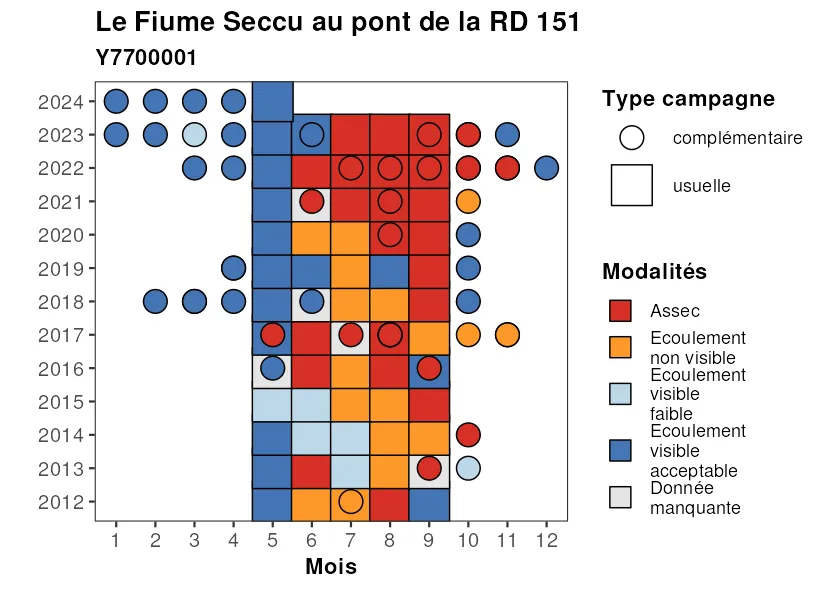 Le Fiume Seccu au pont de la RD 151
Y7700001
2024
2023
2022
2021
2020
2019
2018
2017
2016
2015
2014
2013
2012
1 2 3 4 5 6 7 8 9 10 11 12
Mois
Type campagne
complémentaire
usuelle
Modalités
Assec
Ecoulement
non visible
Ecoulement
visible
faible
Ecoulement
visible
acceptable
Donnée
manquante